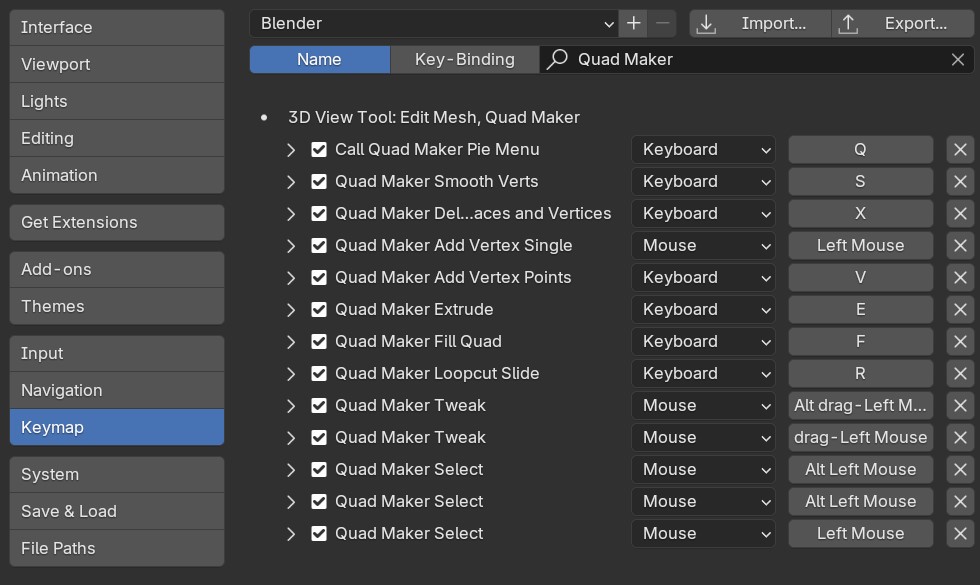 Interface
Viewport
Lights
Editing
Animation
Get Extensions
Add-ons
Themes
Input
Navigation
Keymap
System
Save & Load
File Paths
Blender Import... Export...
Name Key-Binding Quad Maker
3D View Tool: Edit Mesh, Quad Maker
Call Quad Maker Pie Menu Keyboard Q
Quad Maker Smooth Verts Keyboard S
Quad Maker Del...aces and Vertices Keyboard X
Quad Maker Add Vertex Single Mouse Left Mouse
Quad Maker Add Vertex Points Keyboard V
Quad Maker Extrude Keyboard E
Quad Maker Fill Quad Keyboard F
Quad Maker Loopcut Slide Keyboard R
Quad Maker Tweak Mouse Alt drag-Left M...
Quad Maker Tweak Mouse drag-Left Mouse
Quad Maker Select Mouse Alt Left Mouse
Quad Maker Select Mouse Alt Left Mouse
Quad Maker Select Mouse Left Mouse